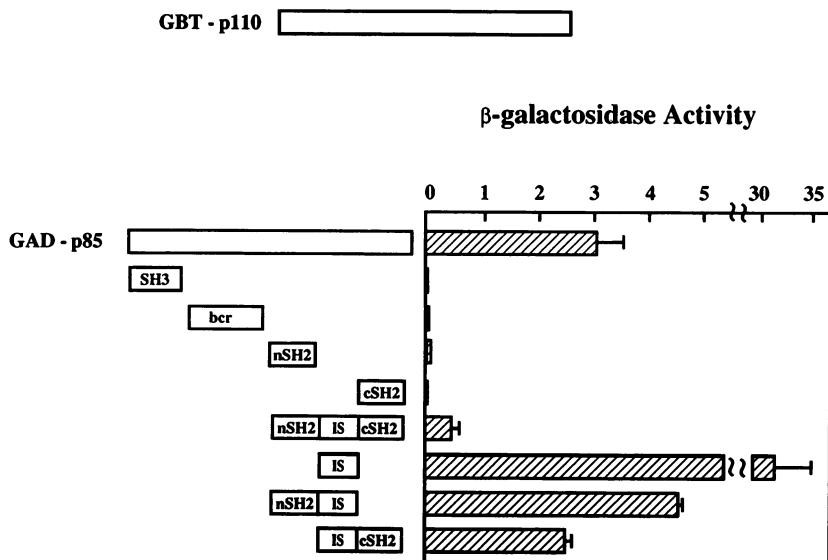 GBT - p110
β-galactosidase Activity
0 1 2 3 4 5 30 35
GAD - p85
SH3
bcr
nSH2
cSH2
nSH2 IS cSH2
IS
nSH2 IS
IS cSH2